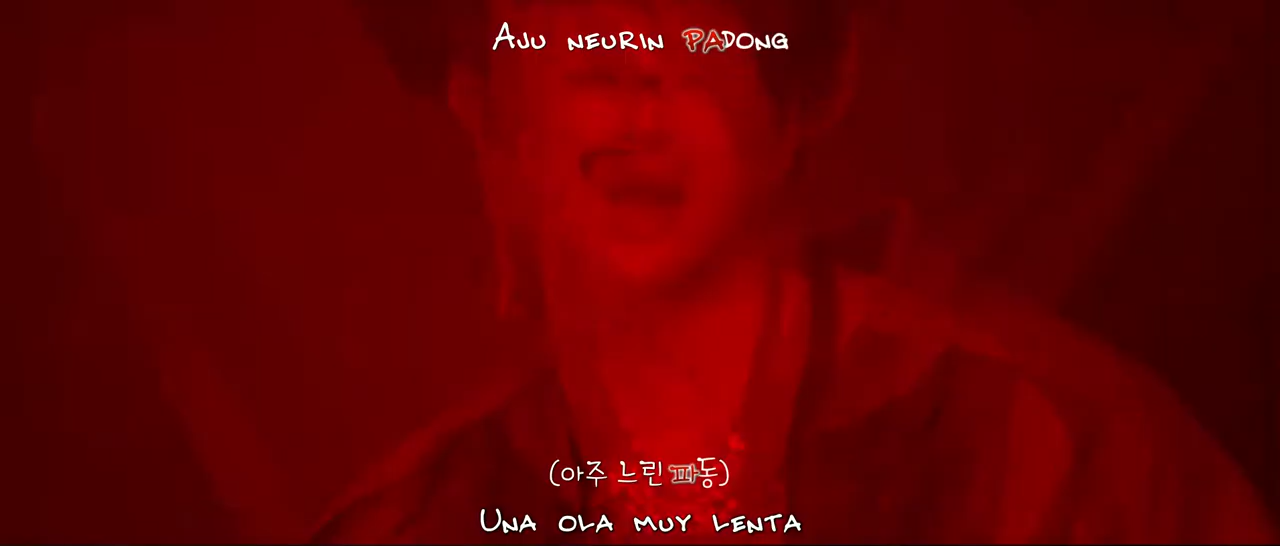 Aju neurin padong
(아주 느린 파동)
Una ola muy lenta